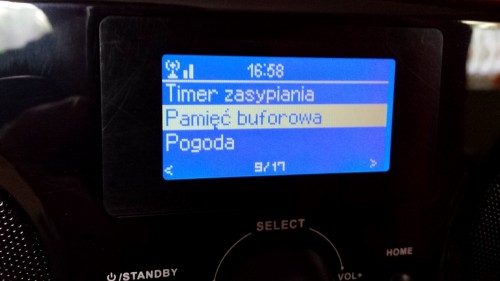 16:58
Timer zasypiania
Pamięć buforowa
Pogoda
< 9/17 >
SELECT
HOME
⏻/STANDBY
VOL+